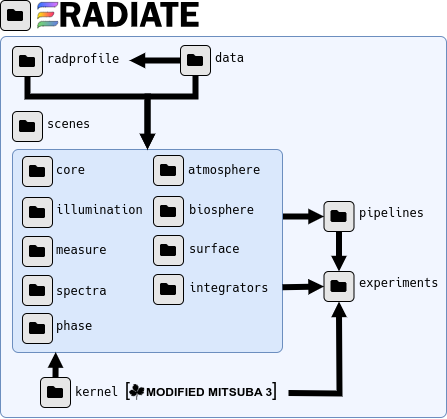 ERADIATE
radprofile
data
scenes
core
atmosphere
illumination
biosphere
measure
surface
spectra
integrators
phase
pipelines
experiments
kernel [MODIFIED MITSUBA 3]